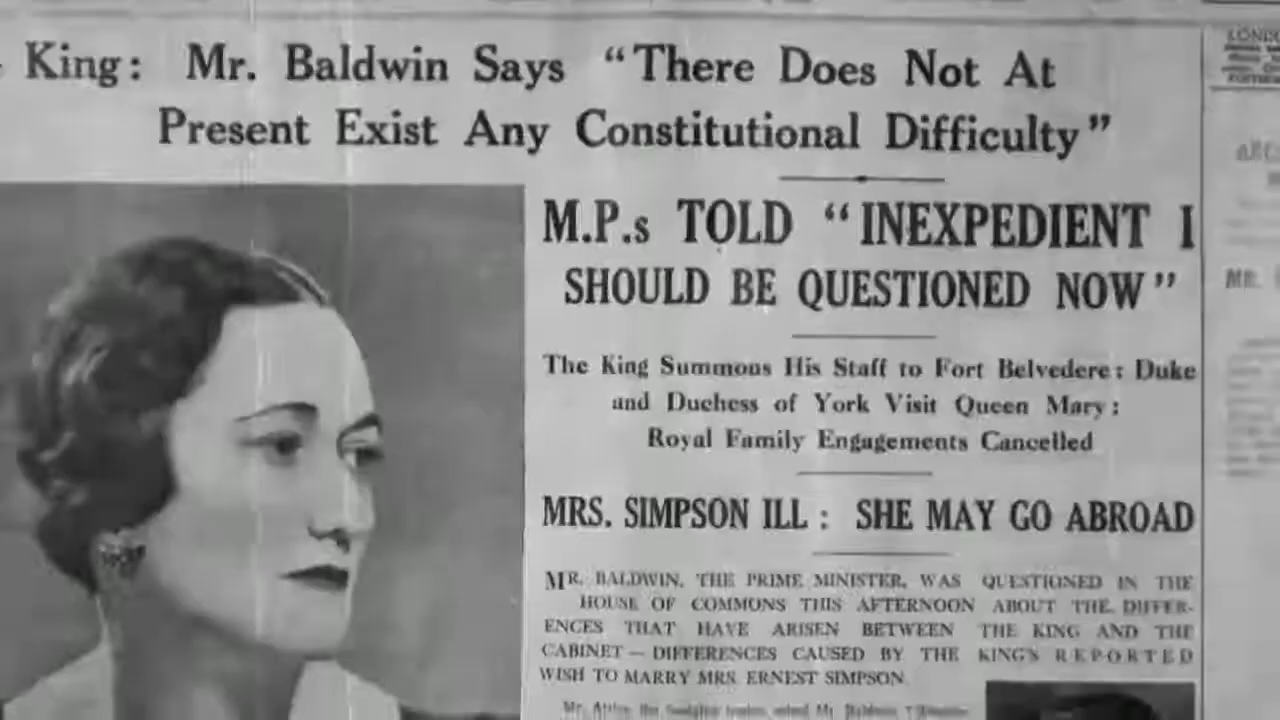 King: Mr. Baldwin Says “There Does Not At
Present Exist Any Constitutional Difficulty”
M.P.s TOLD “INEXPEDIENT I
SHOULD BE QUESTIONED NOW”
The King Summons His Staff to Fort Belvedere: Duke
and Duchess of York Visit Queen Mary:
Royal Family Engagements Cancelled
MRS. SIMPSON ILL: SHE MAY GO ABROAD
MR. BALDWIN, THE PRIME MINISTER, WAS QUESTIONED IN THE
HOUSE OF COMMONS THIS AFTERNOON ABOUT THE DIFFER-
ENCES THAT HAVE ARISEN BETWEEN THE KING AND THE
CABINET—DIFFERENCES CAUSED BY THE KING'S REPORTED
WISH TO MARRY MRS. ERNEST SIMPSON.
LONDO
MR.